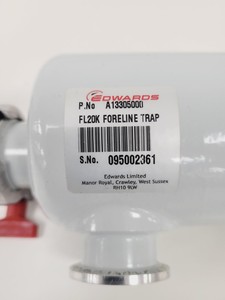 EDWARDS
P.No A13305000
FL20K FORELINE TRAP
S.No. 095002361
Edwards Limited
Manor Royal, Crawley, West Sussex
RH10 9LW